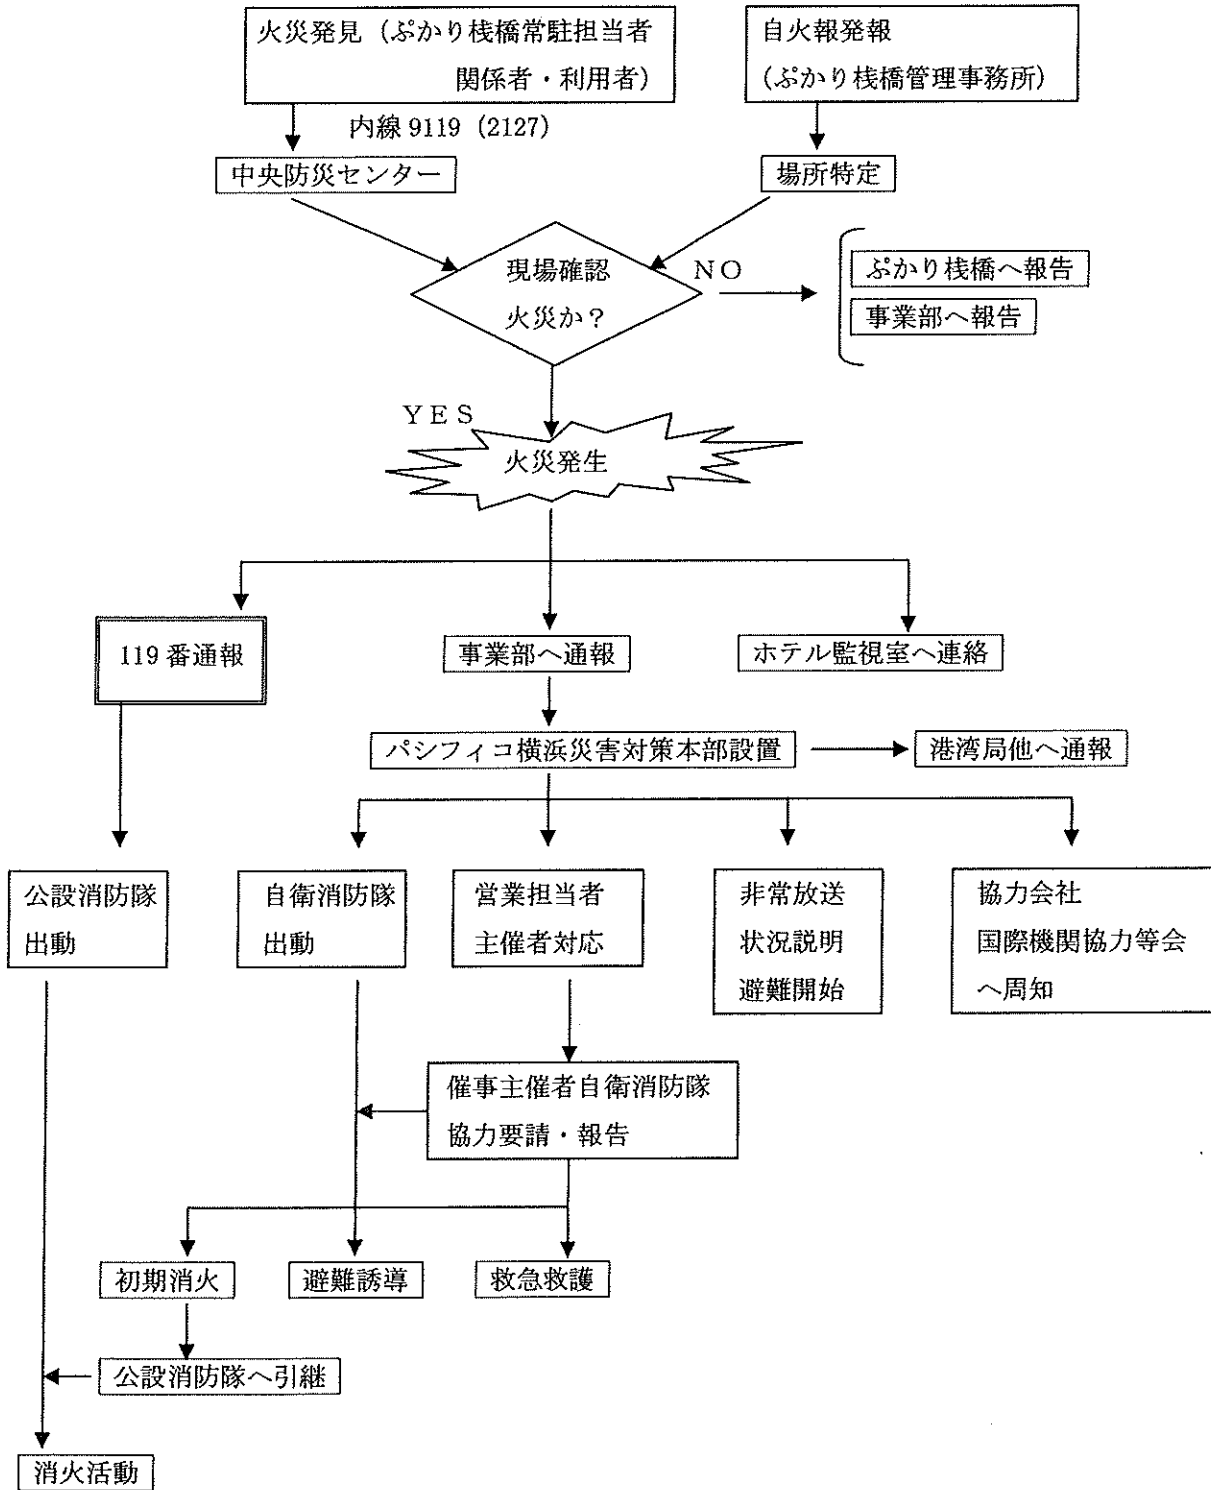 火災発見（ぷかり桟橋常駐担当者
関係者・利用者）
自火報発報
（ぷかり桟橋管理事務所）
内線 9119（2127）
中央防災センター
場所特定
現場確認
火災か？
ＮＯ
ぷかり桟橋へ報告
事業部へ報告
ＹＥＳ
火災発生
119 番通報
事業部へ通報
ホテル監視室へ連絡
パシフィコ横浜災害対策本部設置
港湾局他へ通報
公設消防隊
出動
自衛消防隊
出動
営業担当者
主催者対応
非常放送
状況説明
避難開始
協力会社
国際機関協力等会
へ周知
催事主催者自衛消防隊
協力要請・報告
初期消火
避難誘導
救急救護
公設消防隊へ引継
消火活動